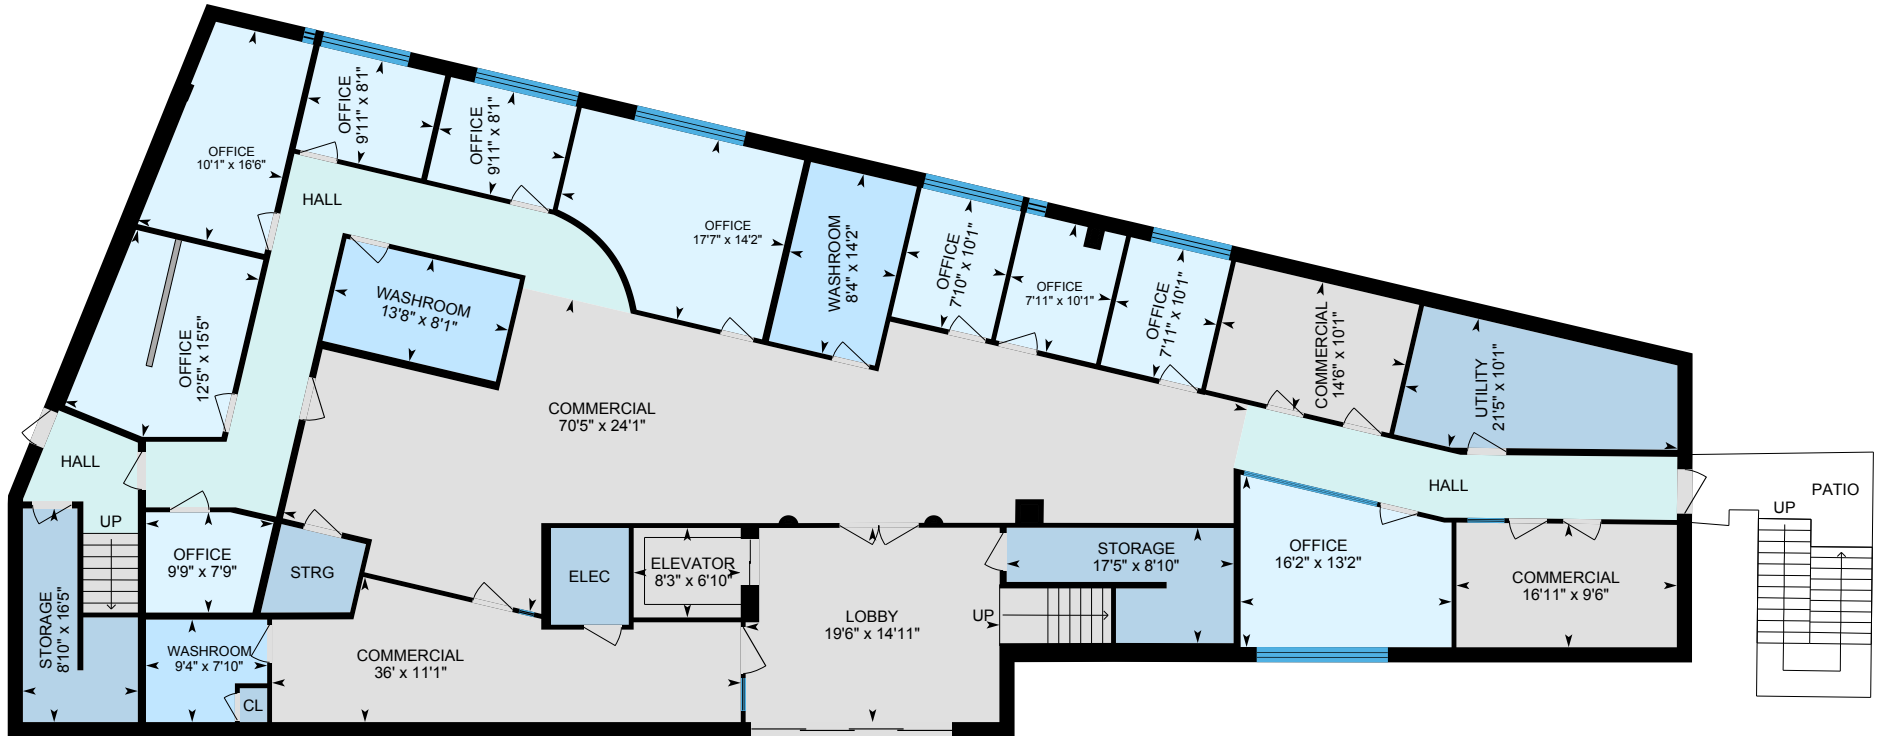 OFFICE
10'1" x 16'6"
OFFICE
9'11" x 8'1"
OFFICE
9'11" x 8'1"
OFFICE
17'7" x 14'2"
WASHROOM
8'4" x 14'2"
OFFICE
7'10" x 10'1"
OFFICE
7'11" x 10'1"
OFFICE
7'11" x 10'1"
COMMERCIAL
14'6" x 10'1"
UTILITY
21'5" x 10'1"
HALL
WASHROOM
13'8" x 8'1"
OFFICE
12'5" x 15'5"
COMMERCIAL
70'5" x 24'1"
HALL
HALL
PATIO
UP
UP
OFFICE
9'9" x 7'9"
STRG
ELEC
ELEVATOR
8'3" x 6'10"
STORAGE
17'5" x 8'10"
OFFICE
16'2" x 13'2"
COMMERCIAL
16'11" x 9'6"
LOBBY
19'6" x 14'11"
UP
STORAGE
8'10" x 16'5"
WASHROOM
9'4" x 7'10"
COMMERCIAL
36' x 11'1"
CL